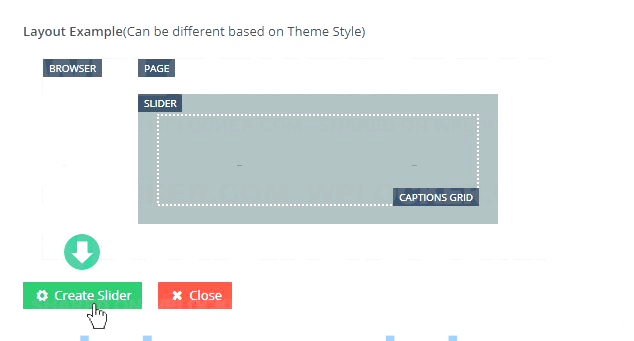 Layout Example(Can be different based on Theme Style)
BROWSER PAGE
SLIDER
CAPTIONS GRID
Create Slider Close